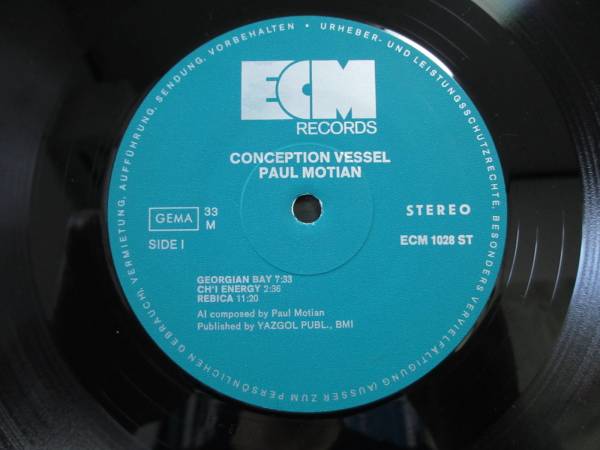 URHEBER- UND LEISTUNGSSCHUTZRECHTE, BESONDERS VERVIELFÄLTIGUNG (AUSSER ZUM PERSÖNLICHEN GEBRAUCH), VERMIETUNG, AUFFÜHRUNG, SENDUNG, VORBEHALTEN •
ECM
RECORDS
CONCEPTION VESSEL
PAUL MOTIAN
GEMA
33
M
SIDE I
STEREO
ECM 1028 ST
GEORGIAN BAY 7:33
CH'I ENERGY 2:36
REBICA 11:20
Al composed by Paul Motian
Published by YAZGOL PUBL., BMI